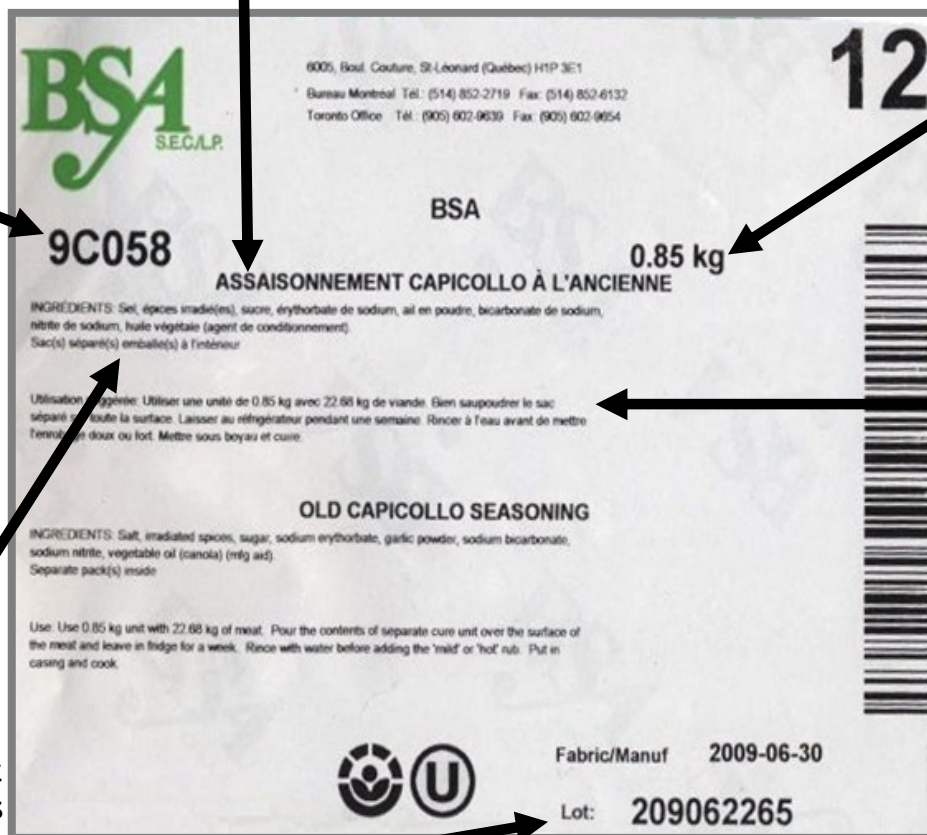 BSA
S.E.C./L.P.
6005, Boul. Couture, St-Léonard (Québec) H1P 3E1
Bureau Montréal Tél.: (514) 852-2719 Fax: (514) 852-6132
Toronto Office Tél.: (905) 602-9639 Fax: (905) 602-9654
12
BSA
9C058
0.85 kg
ASSAISONNEMENT CAPICOLLO À L'ANCIENNE
INGRÉDIENTS: Sel, épices irradié(es), sucre, érythorbate de sodium, ail en poudre, bicarbonate de sodium,
nitrite de sodium, huile végétale (agent de conditionnement).
Sac(s) séparé(s) emballé(s) à l'intérieur
Utilisation suggérée: Utiliser une unité de 0.85 kg avec 22.68 kg de viande. Bien saupoudrer le sac
séparé sur toute la surface. Laisser au réfrigérateur pendant une semaine. Rincer à l'eau avant de mettre
l'enrobage doux ou fort. Mettre sous boyau et cuire.
OLD CAPICOLLO SEASONING
INGREDIENTS: Salt, irradiated spices, sugar, sodium erythorbate, garlic powder, sodium bicarbonate,
sodium nitrite, vegetable oil (canola) (mfg aid).
Separate pack(s) inside
Use: Use 0.85 kg unit with 22.68 kg of meat. Pour the contents of separate cure unit over the surface of
the meat and leave in fridge for a week. Rince with water before adding the 'mild' or 'hot' rub. Put in
casing and cook.
U
Fabric/Manuf 2009-06-30
Lot: 209062265
s